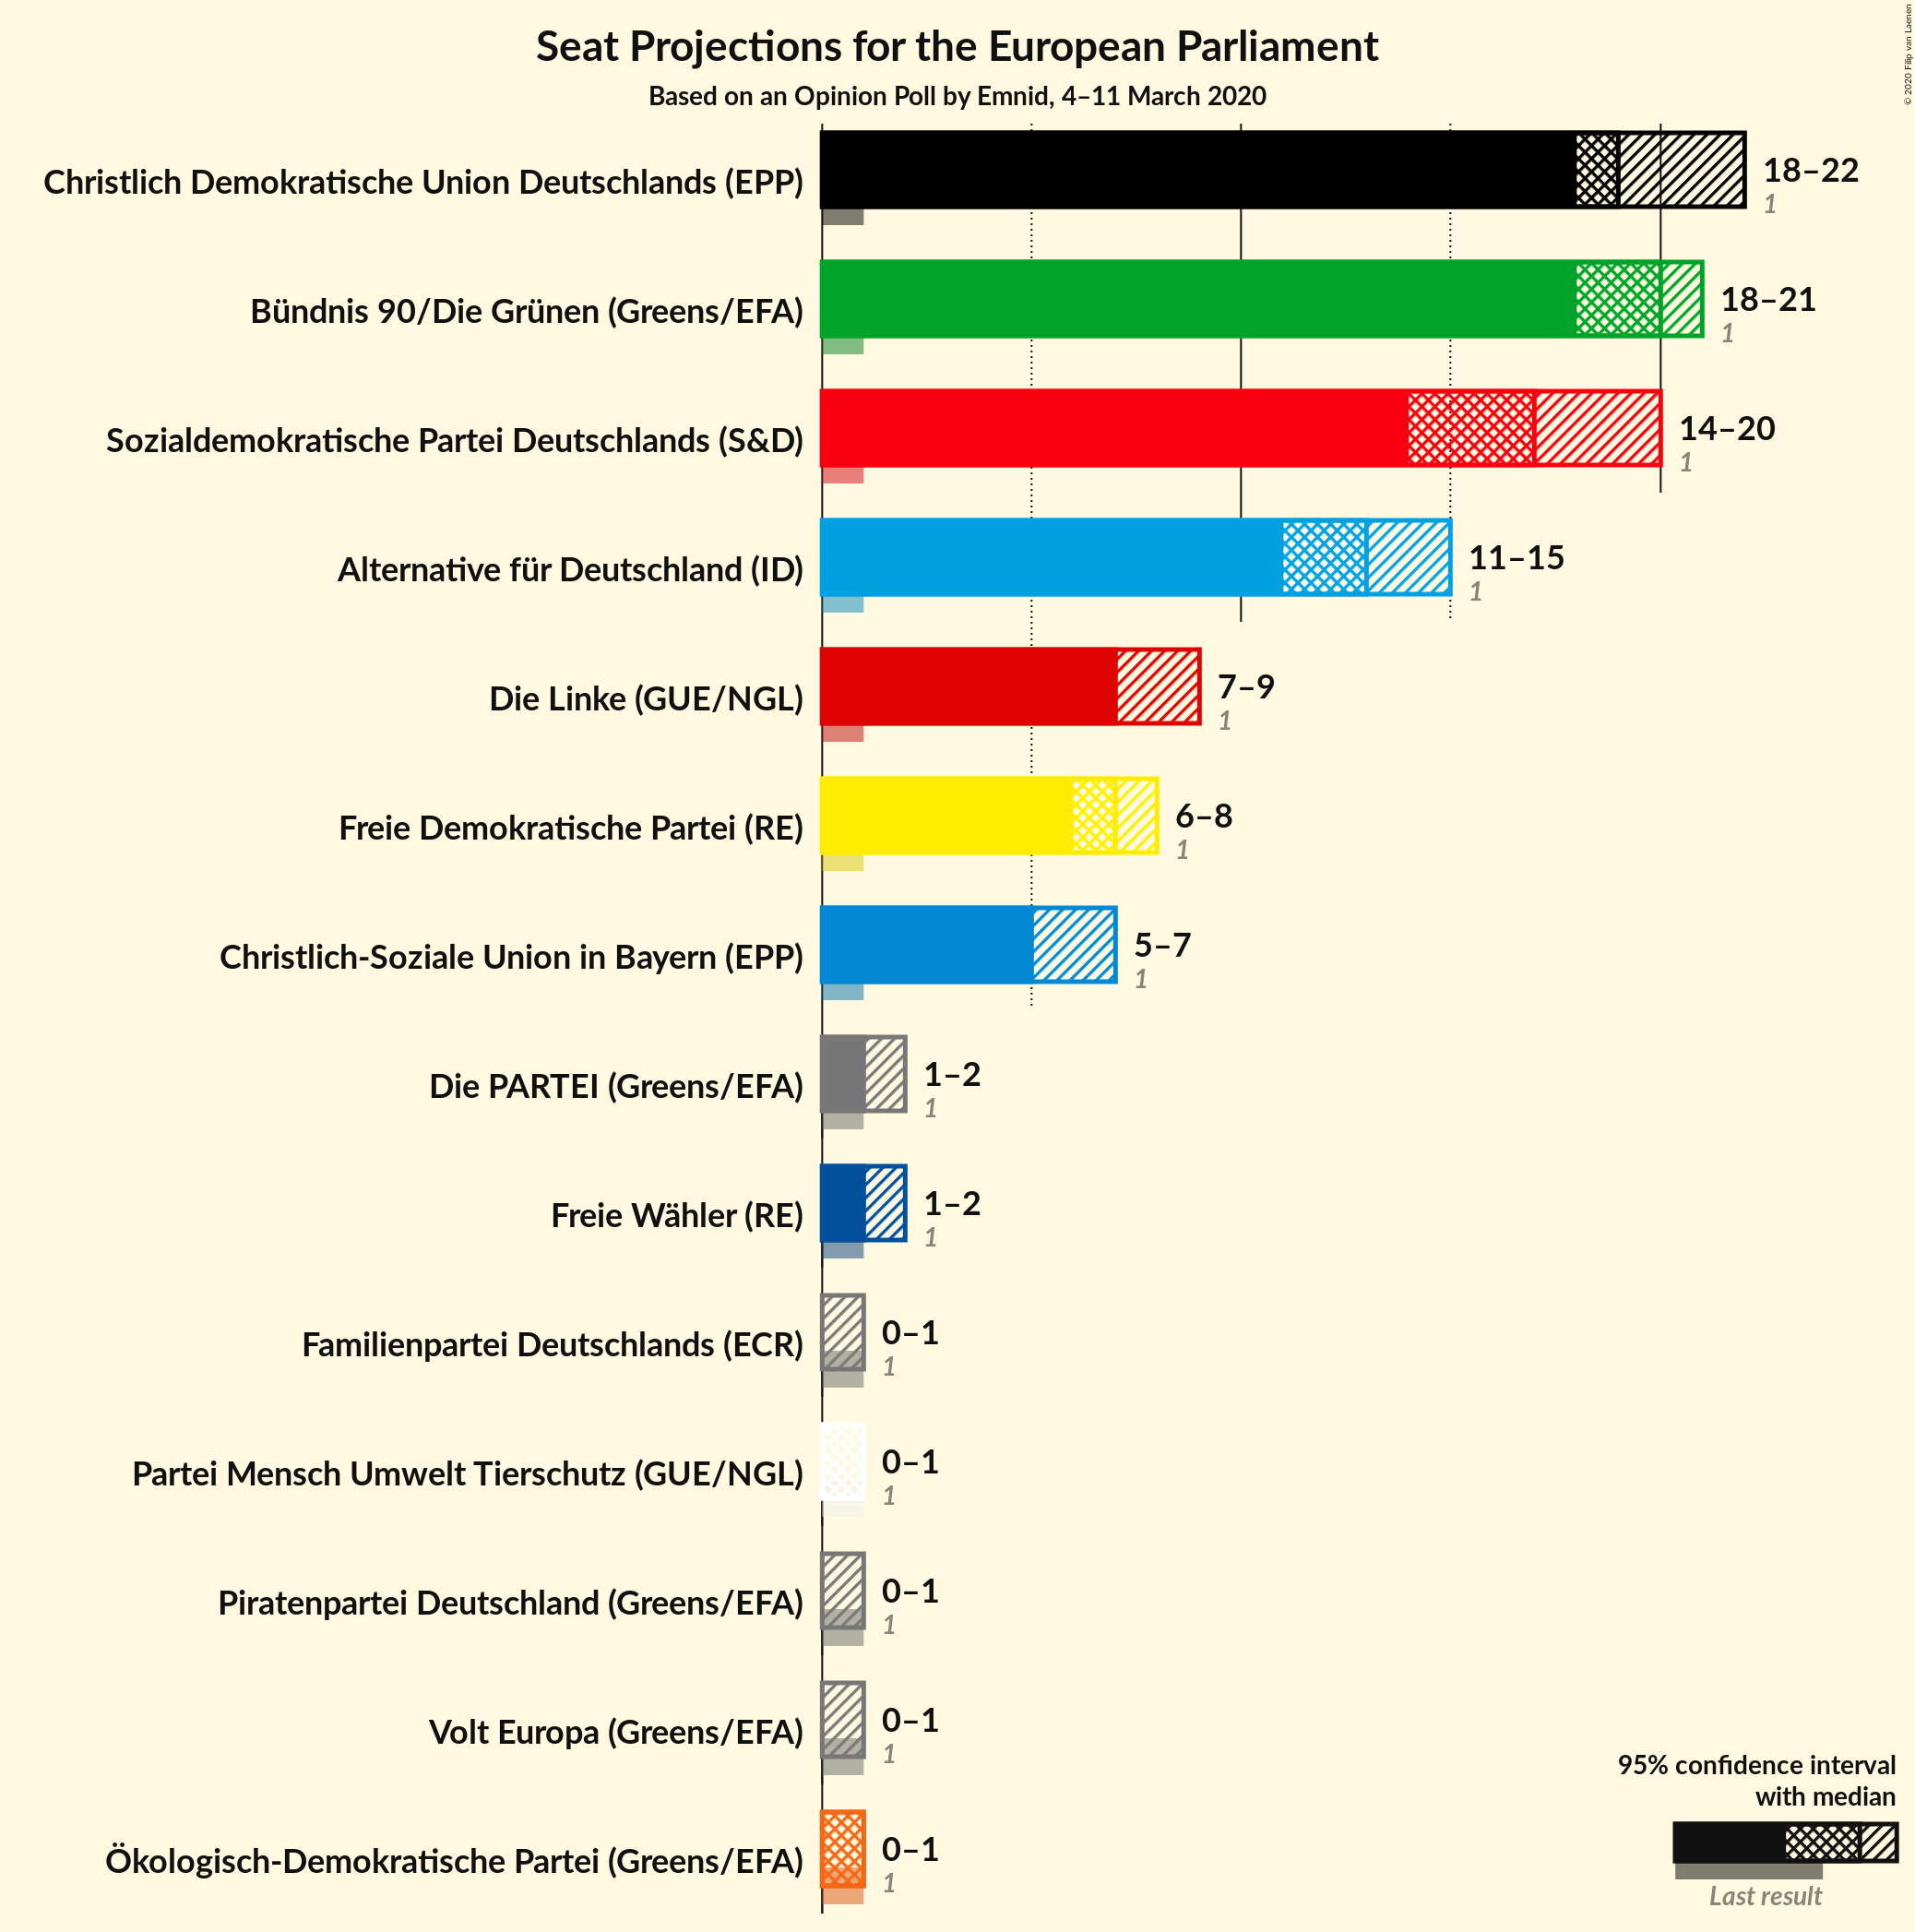 Seat Projections for the European Parliament
Based on an Opinion Poll by Emnid, 4–11 March 2020
© 2020 Filip van Laenen
Christlich Demokratische Union Deutschlands (EPP)
18–22
1
Bündnis 90/Die Grünen (Greens/EFA)
18–21
1
Sozialdemokratische Partei Deutschlands (S&D)
14–20
1
Alternative für Deutschland (ID)
11–15
1
Die Linke (GUE/NGL)
7–9
1
Freie Demokratische Partei (RE)
6–8
1
Christlich-Soziale Union in Bayern (EPP)
5–7
1
Die PARTEI (Greens/EFA)
1–2
1
Freie Wähler (RE)
1–2
1
Familienpartei Deutschlands (ECR)
0–1
1
Partei Mensch Umwelt Tierschutz (GUE/NGL)
0–1
1
Piratenpartei Deutschland (Greens/EFA)
0–1
1
Volt Europa (Greens/EFA)
0–1
1
Ökologisch-Demokratische Partei (Greens/EFA)
0–1
1
95% confidence interval
with median
Last result